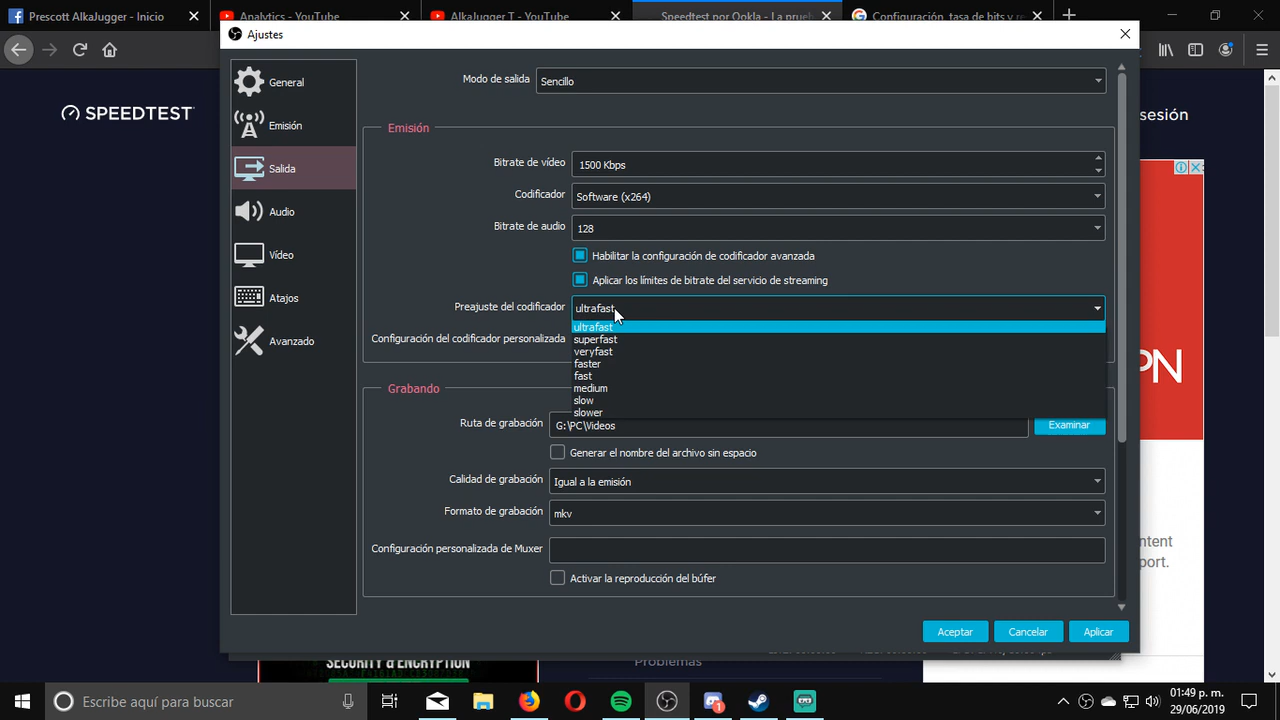 Prescott AlkaJugger - Inicio
Analytics - YouTube
AlkaJugger T - YouTube
Speedtest por Ookla - La prueb
Configuración, tasa de bits y re
Ajustes
SPEEDTEST
sesión
General
Emisión
Salida
Audio
Vídeo
Atajos
Avanzado
Modo de salida
Sencillo
Emisión
Bitrate de vídeo
1500 Kbps
Codificador
Software (x264)
Bitrate de audio
128
Habilitar la configuración de codificador avanzada
Aplicar los límites de bitrate del servicio de streaming
Preajuste del codificador
ultrafast
Configuración del codificador personalizada
ultrafast
superfast
veryfast
faster
fast
medium
slow
slower
Grabando
Ruta de grabación
G:\PC\Videos
Examinar
Generar el nombre del archivo sin espacio
Calidad de grabación
Igual a la emisión
Formato de grabación
mkv
Configuración personalizada de Muxer
Activar la reproducción del búfer
Aceptar
Cancelar
Aplicar
PN
ntent
port.
SECURITY & ENCRYPTION
Problemas
Escribe aquí para buscar
1
01:49 p. m.
29/06/2019